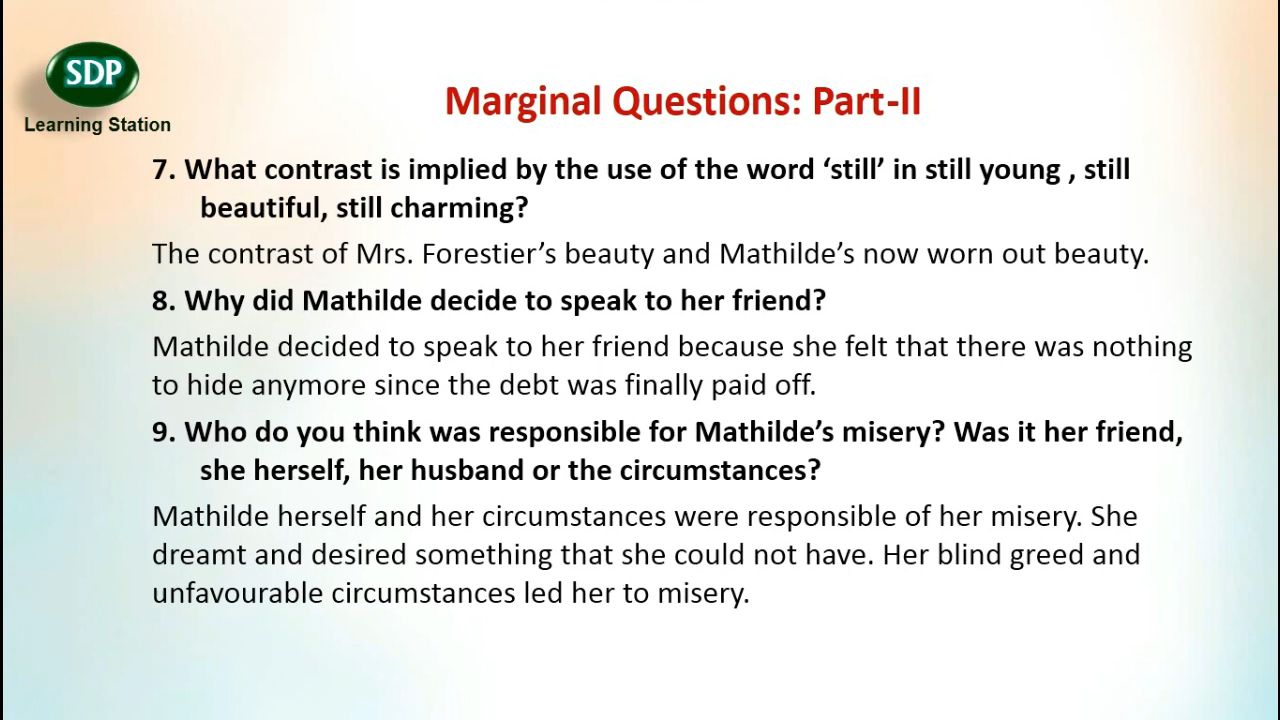 SDP
Learning Station
Marginal Questions: Part-II
7. What contrast is implied by the use of the word ‘still’ in still young , still
beautiful, still charming?
The contrast of Mrs. Forestier’s beauty and Mathilde’s now worn out beauty.
8. Why did Mathilde decide to speak to her friend?
Mathilde decided to speak to her friend because she felt that there was nothing
to hide anymore since the debt was finally paid off.
9. Who do you think was responsible for Mathilde’s misery? Was it her friend,
she herself, her husband or the circumstances?
Mathilde herself and her circumstances were responsible of her misery. She
dreamt and desired something that she could not have. Her blind greed and
unfavourable circumstances led her to misery.